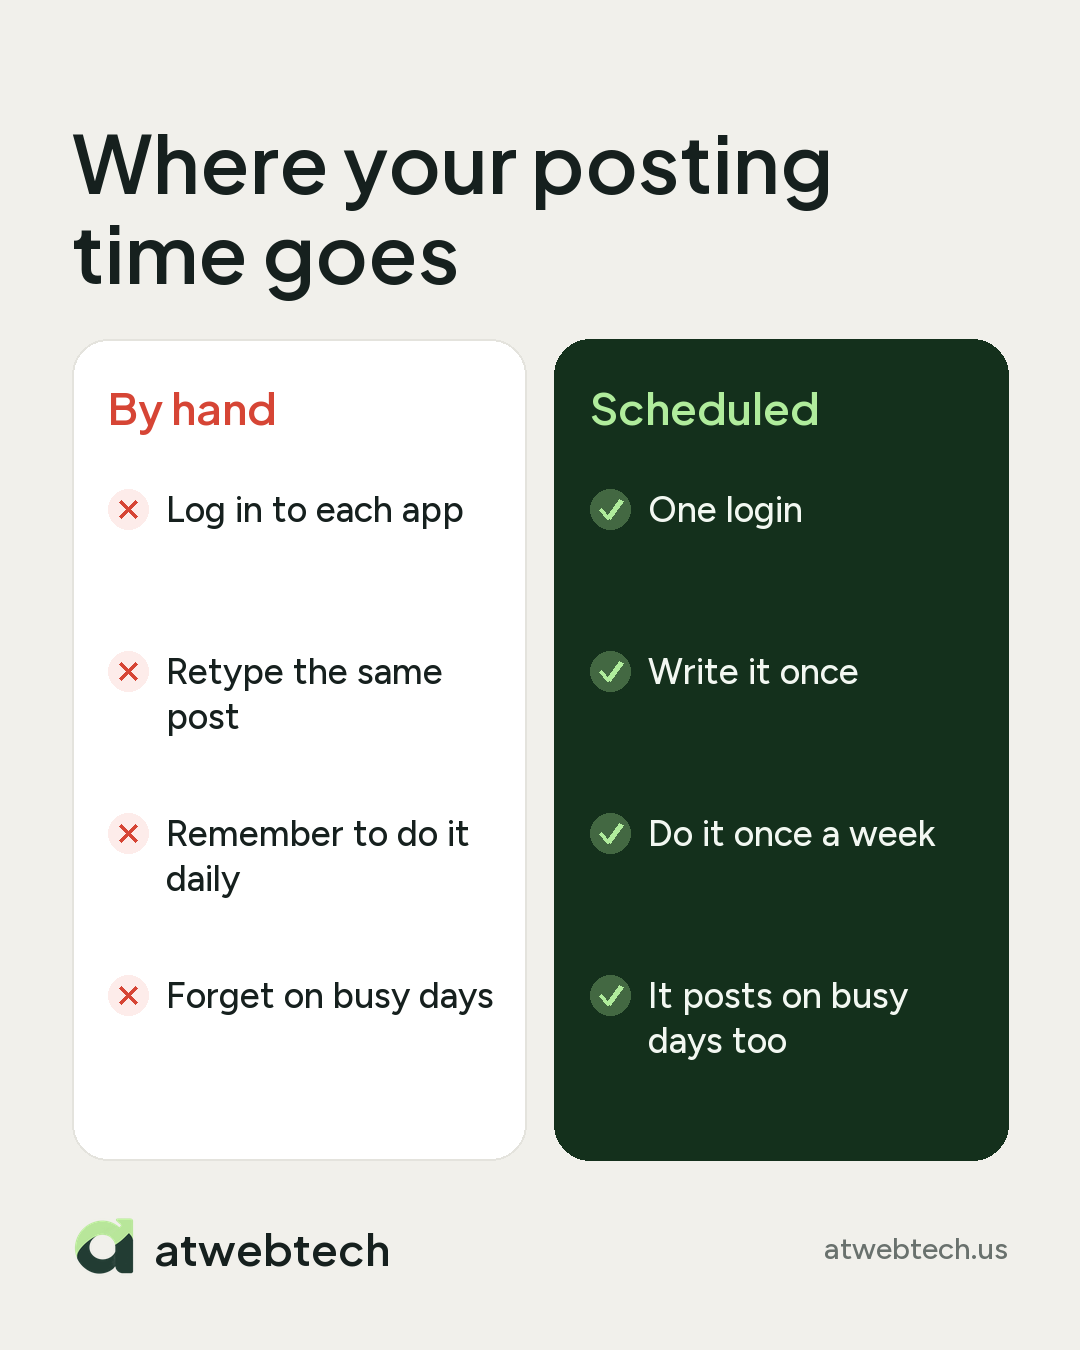 Where your posting
time goes
By hand
Log in to each app
Retype the same
post
Remember to do it
daily
Forget on busy days
Scheduled
One login
Write it once
Do it once a week
It posts on busy
days too
atwebtech
atwebtech.us